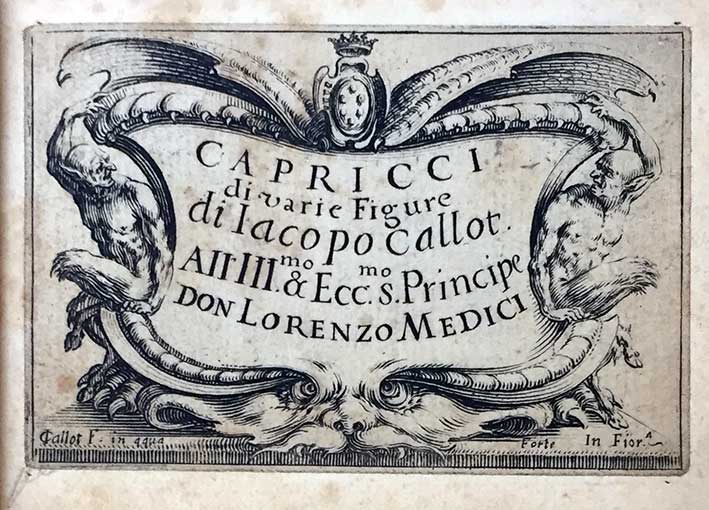 CAPRICCI
di varie Figure
di Iacopo Callot.
All Ill.mo & Ecc.mo s. Principe
DON LORENZO MEDICI
Callot F. in aqua Forte In Fior.a